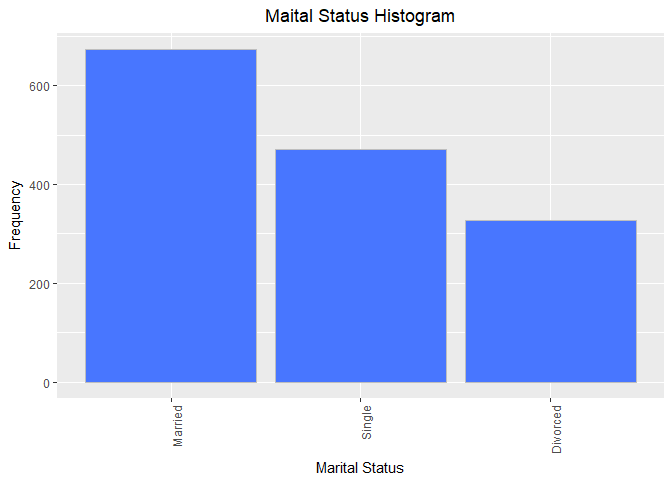 Maital Status Histogram
Frequency
600
400
200
0
Married
Single
Divorced
Marital Status